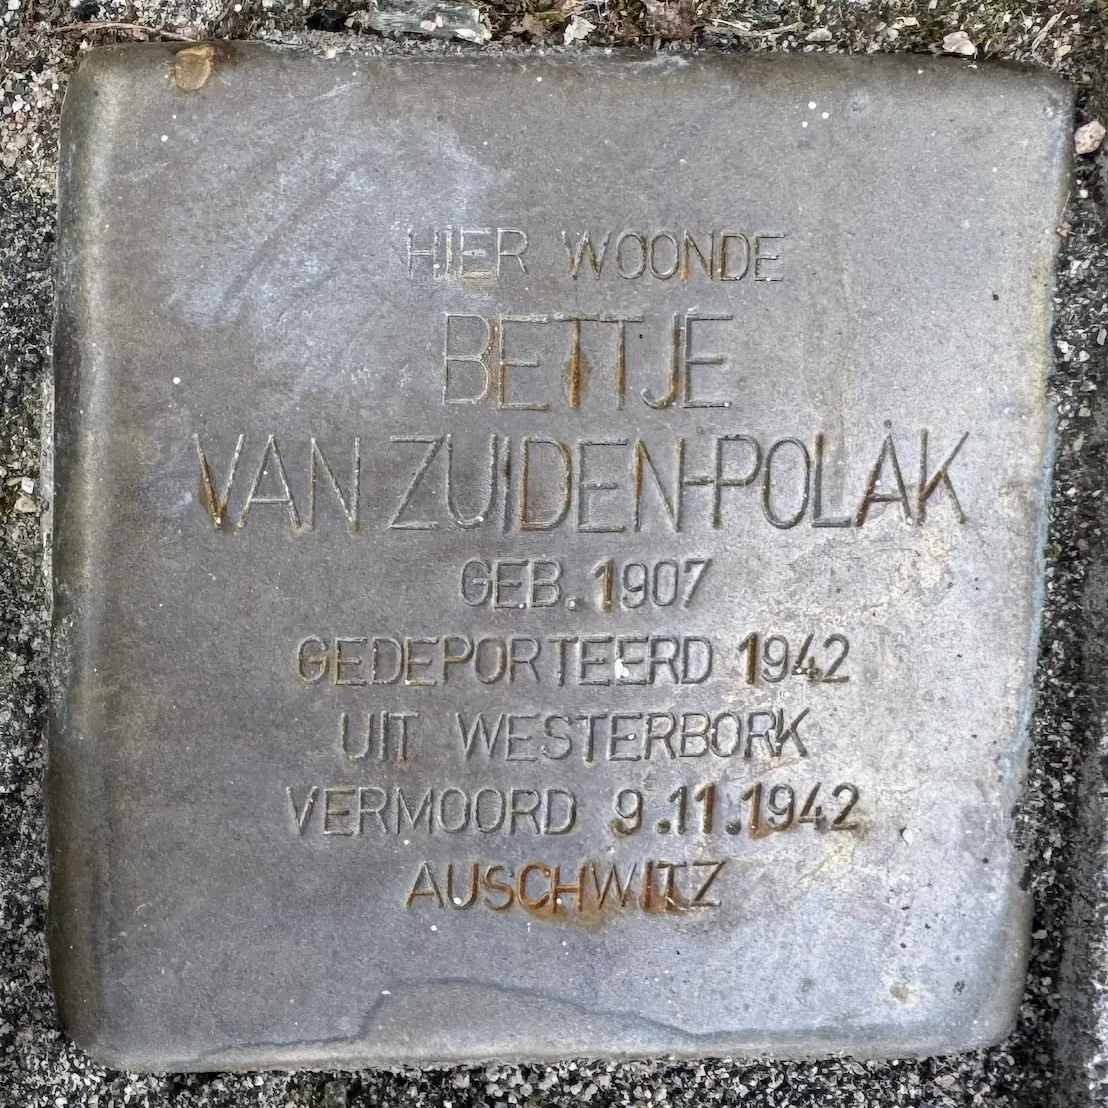 HIER WOONDE
BETTJE
VAN ZUIDEN-POLAK
GEB. 1907
GEDEPORTEERD 1942
UIT WESTERBORK
VERMOORD 9.11.1942
AUSCHWITZ